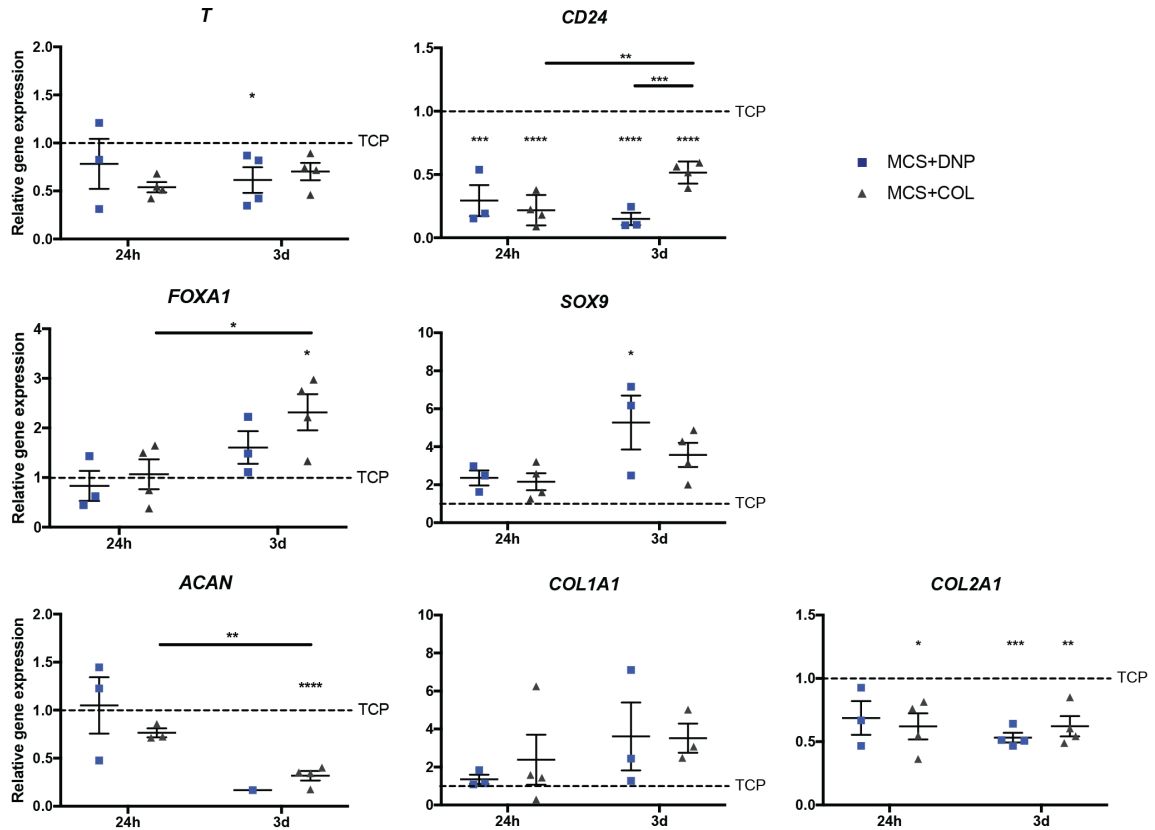 T
Relative gene expression
2.0
1.5
1.0
0.5
0.0
*
TCP
24h
3d
CD24
1.5
1.0
0.5
0.0
**
***
TCP
*** **** **** ****
24h
3d
MCS+DNP
MCS+COL
FOXA1
Relative gene expression
4
3
2
1
0
*
*
TCP
24h
3d
SOX9
10
8
6
4
2
0
*
TCP
24h
3d
ACAN
Relative gene expression
2.0
1.5
1.0
0.5
0.0
**
****
TCP
24h
3d
COL1A1
10
8
6
4
2
0
TCP
24h
3d
COL2A1
1.5
1.0
0.5
0.0
* *** **
TCP
24h
3d